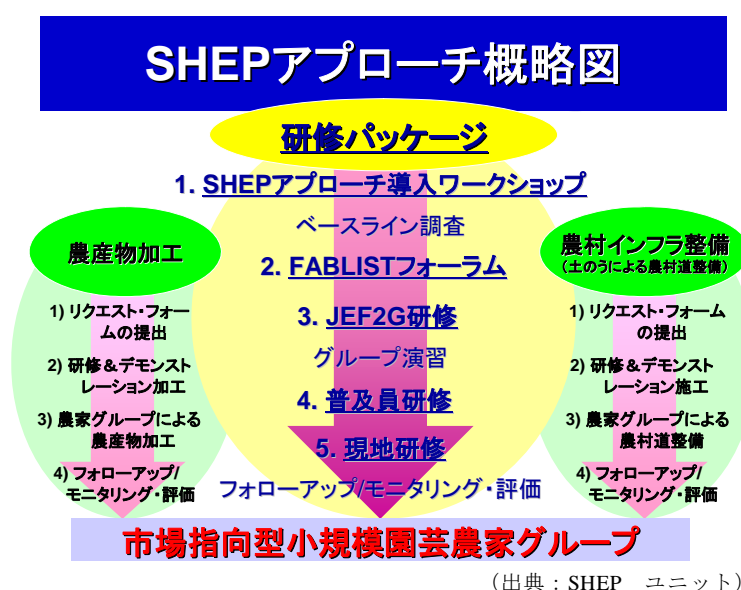 SHEPアプローチ概略図
研修パッケージ
1. SHEPアプローチ導入ワークショップ
ベースライン調査
2. FABLISTフォーラム
3. JEF2G研修
グループ演習
4. 普及員研修
5. 現地研修
フォローアップ/モニタリング・評価
農産物加工
1) リクエスト・フォー
ムの提出
2) 研修＆デモンスト
レーション加工
3) 農家グループによる
農産物加工
4) フォローアップ/
モニタリング・評価
農村インフラ整備
（土のうによる農村道整備）
1) リクエスト・フォーム
の提出
2) 研修＆デモンスト
レーション施工
3) 農家グループによる
農村道整備
4) フォローアップ/
モニタリング・評価
市場指向型小規模園芸農家グループ
（出典：SHEP　ユニット）